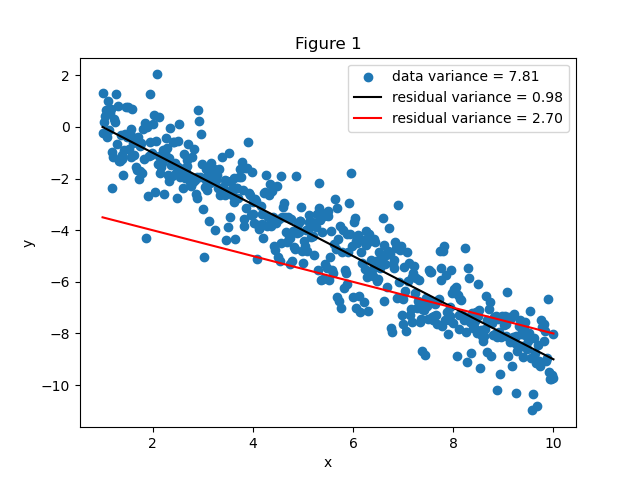 Figure 1
data variance = 7.81
residual variance = 0.98
residual variance = 2.70
2
0
−2
−4
−6
−8
−10
y
2
4
6
8
10
x